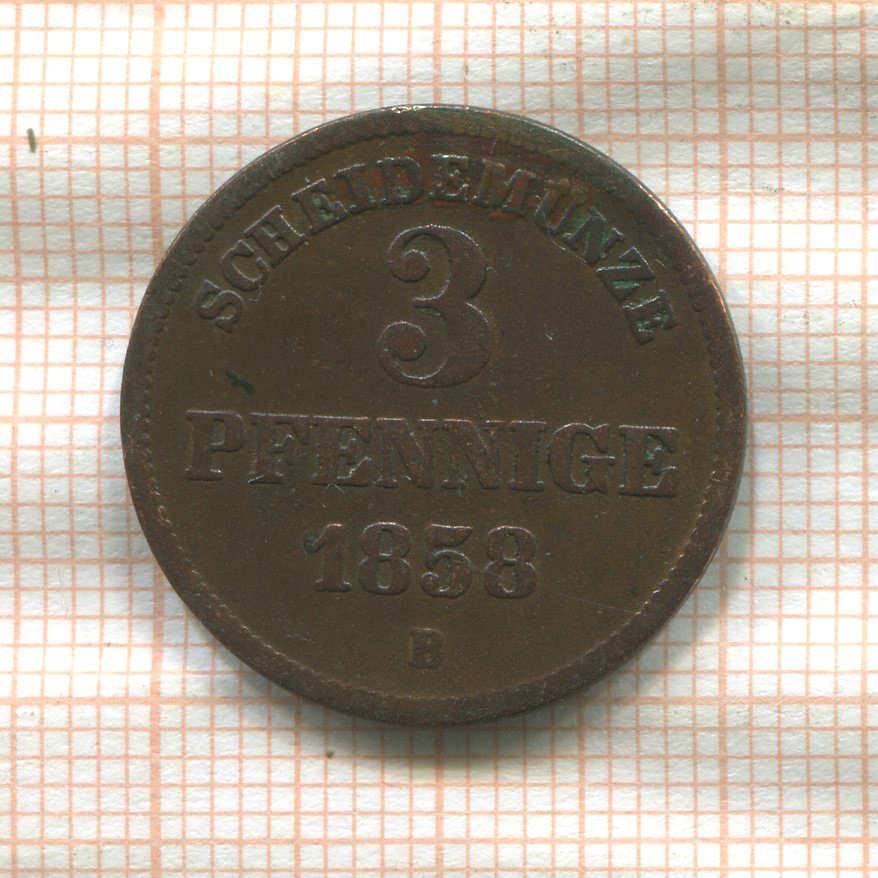 SCHEIDEMÜNZE
3
PFENNIGE
1858
B